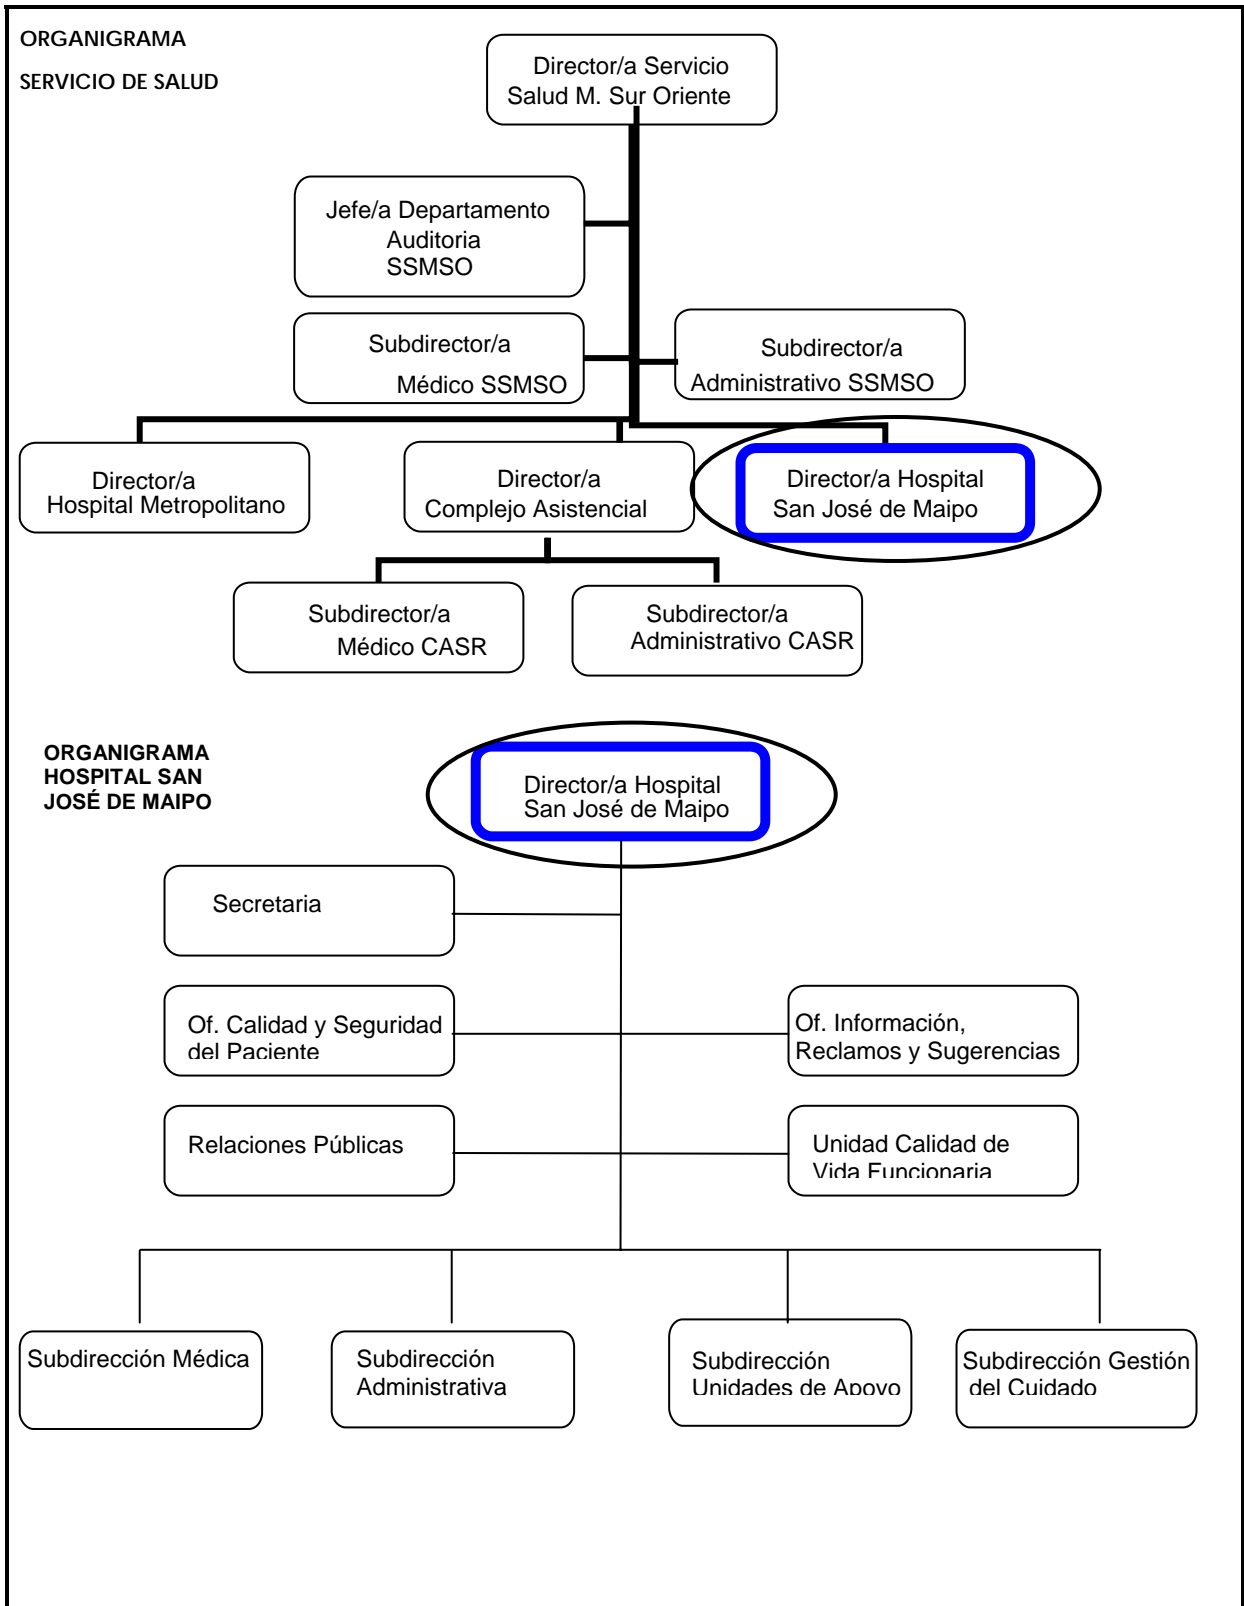 ORGANIGRAMA
SERVICIO DE SALUD
Director/a Servicio
Salud M. Sur Oriente
Jefe/a Departamento
Auditoria
SSMSO
Subdirector/a
Médico SSMSO
Subdirector/a
Administrativo SSMSO
Director/a
Hospital Metropolitano
Director/a
Complejo Asistencial
Director/a Hospital
San José de Maipo
Subdirector/a
Médico CASR
Subdirector/a
Administrativo CASR
ORGANIGRAMA
HOSPITAL SAN
JOSÉ DE MAIPO
Director/a Hospital
San José de Maipo
Secretaria
Of. Calidad y Seguridad
del Paciente
Of. Información,
Reclamos y Sugerencias
Relaciones Públicas
Unidad Calidad de
Vida Funcionaria
Subdirección Médica
Subdirección
Administrativa
Subdirección
Unidades de Apoyo
Subdirección Gestión
del Cuidado